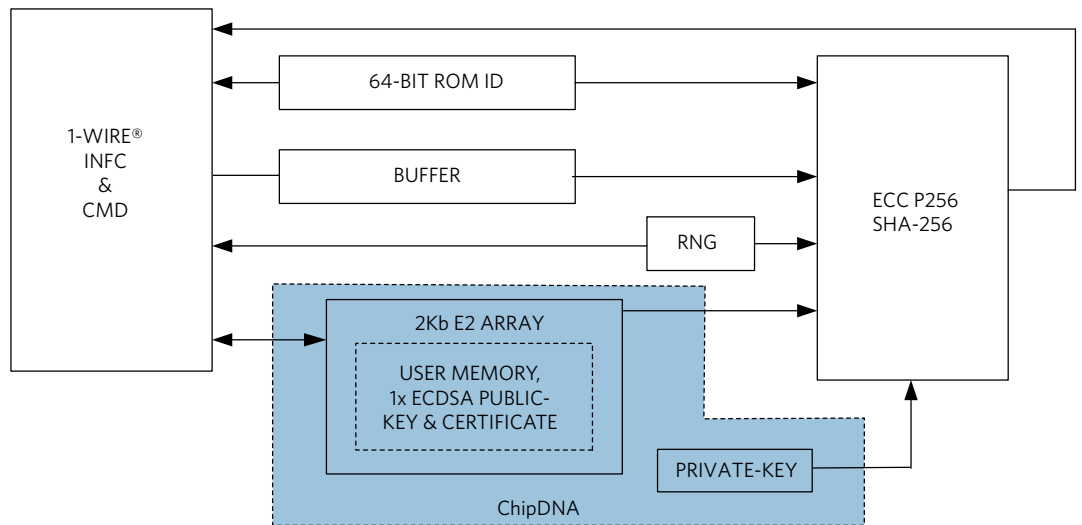 1-WIRE®
INFC
&
CMD
64-BIT ROM ID
BUFFER
RNG
ECC P256
SHA-256
2Kb E2 ARRAY
USER MEMORY,
1x ECDSA PUBLIC-
KEY & CERTIFICATE
PRIVATE-KEY
ChipDNA